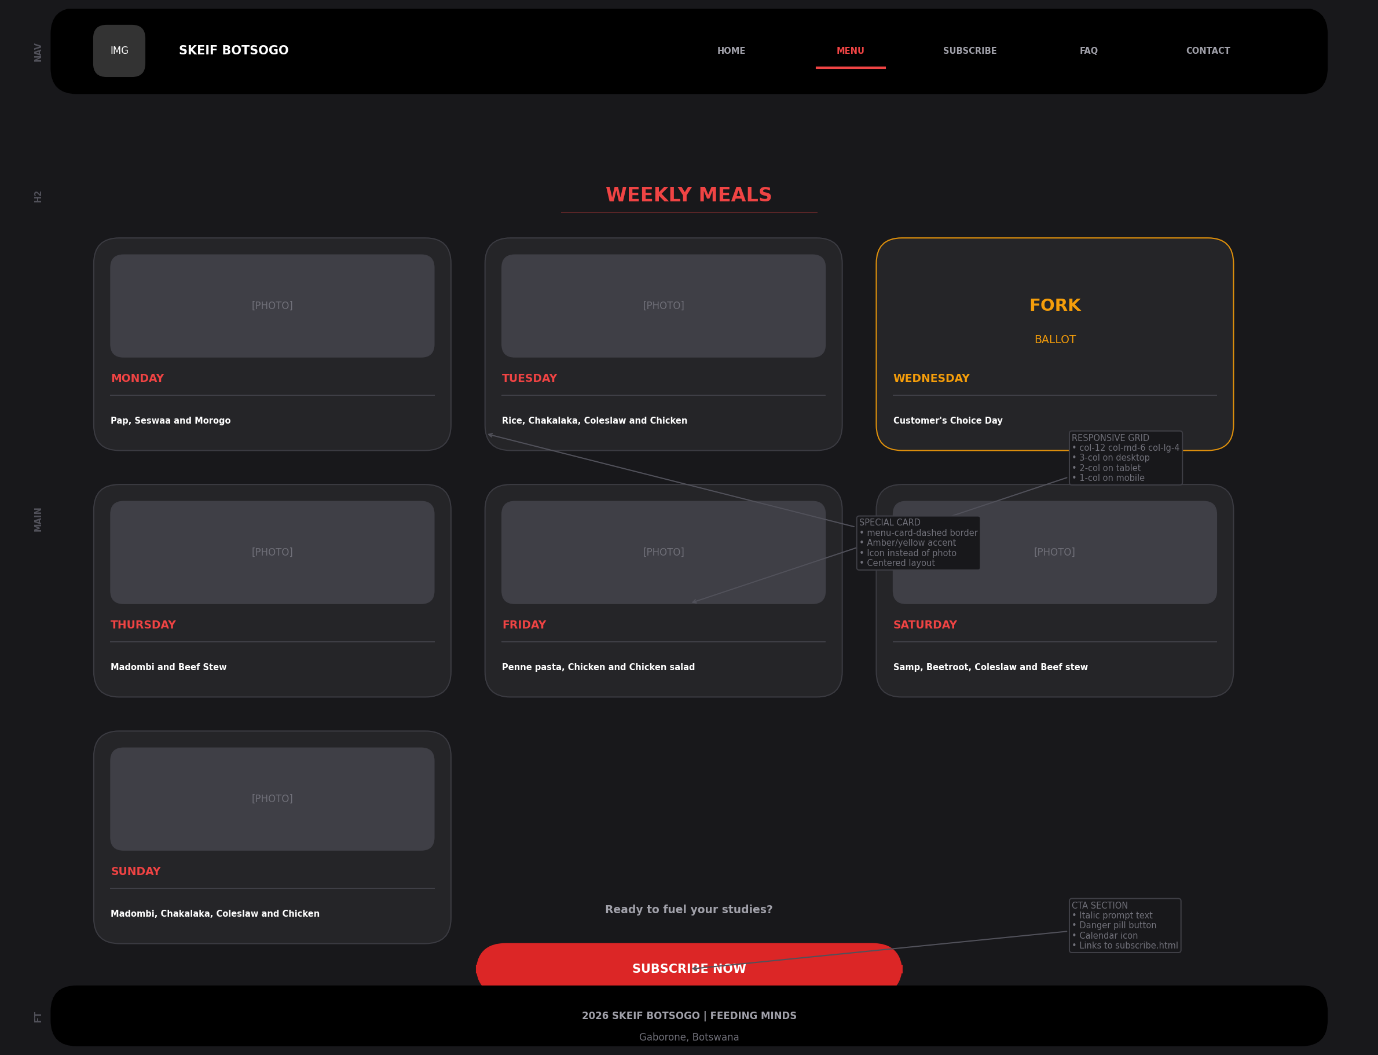 NAV
IMG
SKEIF BOTSOGO
HOME
MENU
SUBSCRIBE
FAQ
CONTACT
H2
WEEKLY MEALS
[PHOTO]
MONDAY
Pap, Seswaa and Morogo
[PHOTO]
TUESDAY
Rice, Chakalaka, Coleslaw and Chicken
FORK
BALLOT
WEDNESDAY
Customer's Choice Day
RESPONSIVE GRID
• col-12 col-md-6 col-lg-4
• 3-col on desktop
• 2-col on tablet
• 1-col on mobile
MAIN
[PHOTO]
THURSDAY
Madombi and Beef Stew
[PHOTO]
FRIDAY
Penne pasta, Chicken and Chicken salad
SPECIAL CARD
• menu-card-dashed border
• Amber/yellow accent
• Icon instead of photo
• Centered layout
[PHOTO]
SATURDAY
Samp, Beetroot, Coleslaw and Beef stew
[PHOTO]
SUNDAY
Madombi, Chakalaka, Coleslaw and Chicken
Ready to fuel your studies?
SUBSCRIBE NOW
CTA SECTION
• Italic prompt text
• Danger pill button
• Calendar icon
• Links to subscribe.html
FT
2026 SKEIF BOTSOGO | FEEDING MINDS
Gaborone, Botswana